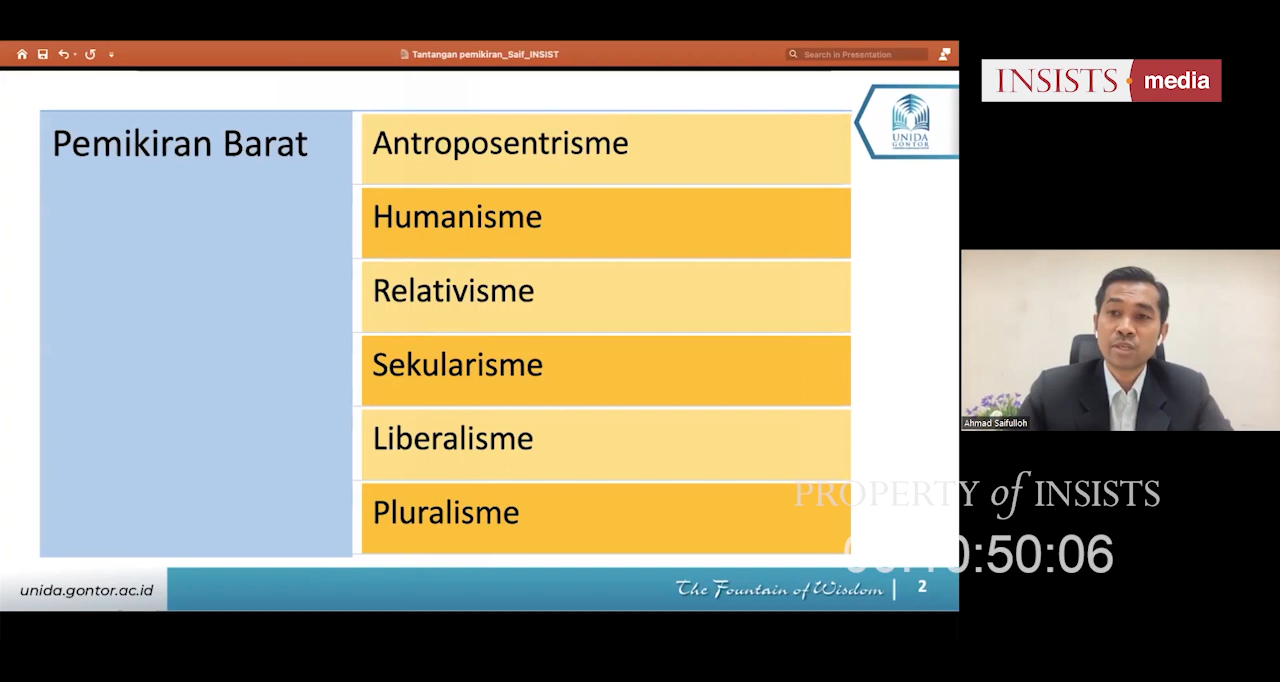 Tantangan pemikiran_Saif_INSIST
Search in Presentation
INSISTS media
Pemikiran Barat
Antroposentrisme
UNIDA
GONTOR
Humanisme
Relativisme
Sekularisme
Liberalisme
Pluralisme
Ahmad Saifulloh
PROPERTY of INSISTS
:50:06
unida.gontor.ac.id
The Fountain of Wisdom
2